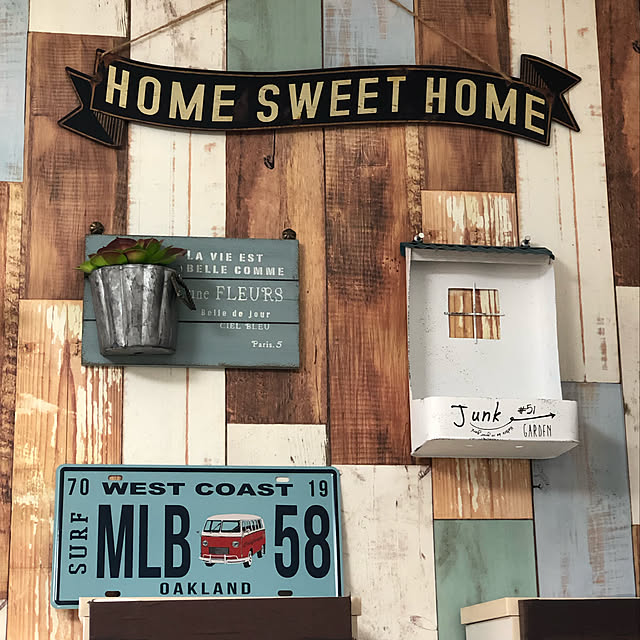 HOME SWEET HOME
LA VIE EST
BELLE COMME
une FLEURS
Belle de jour
CIEL BLEU
Paris.5
Junk #51
GARDEN
70 WEST COAST 19
SURF
MLB 58
OAKLAND